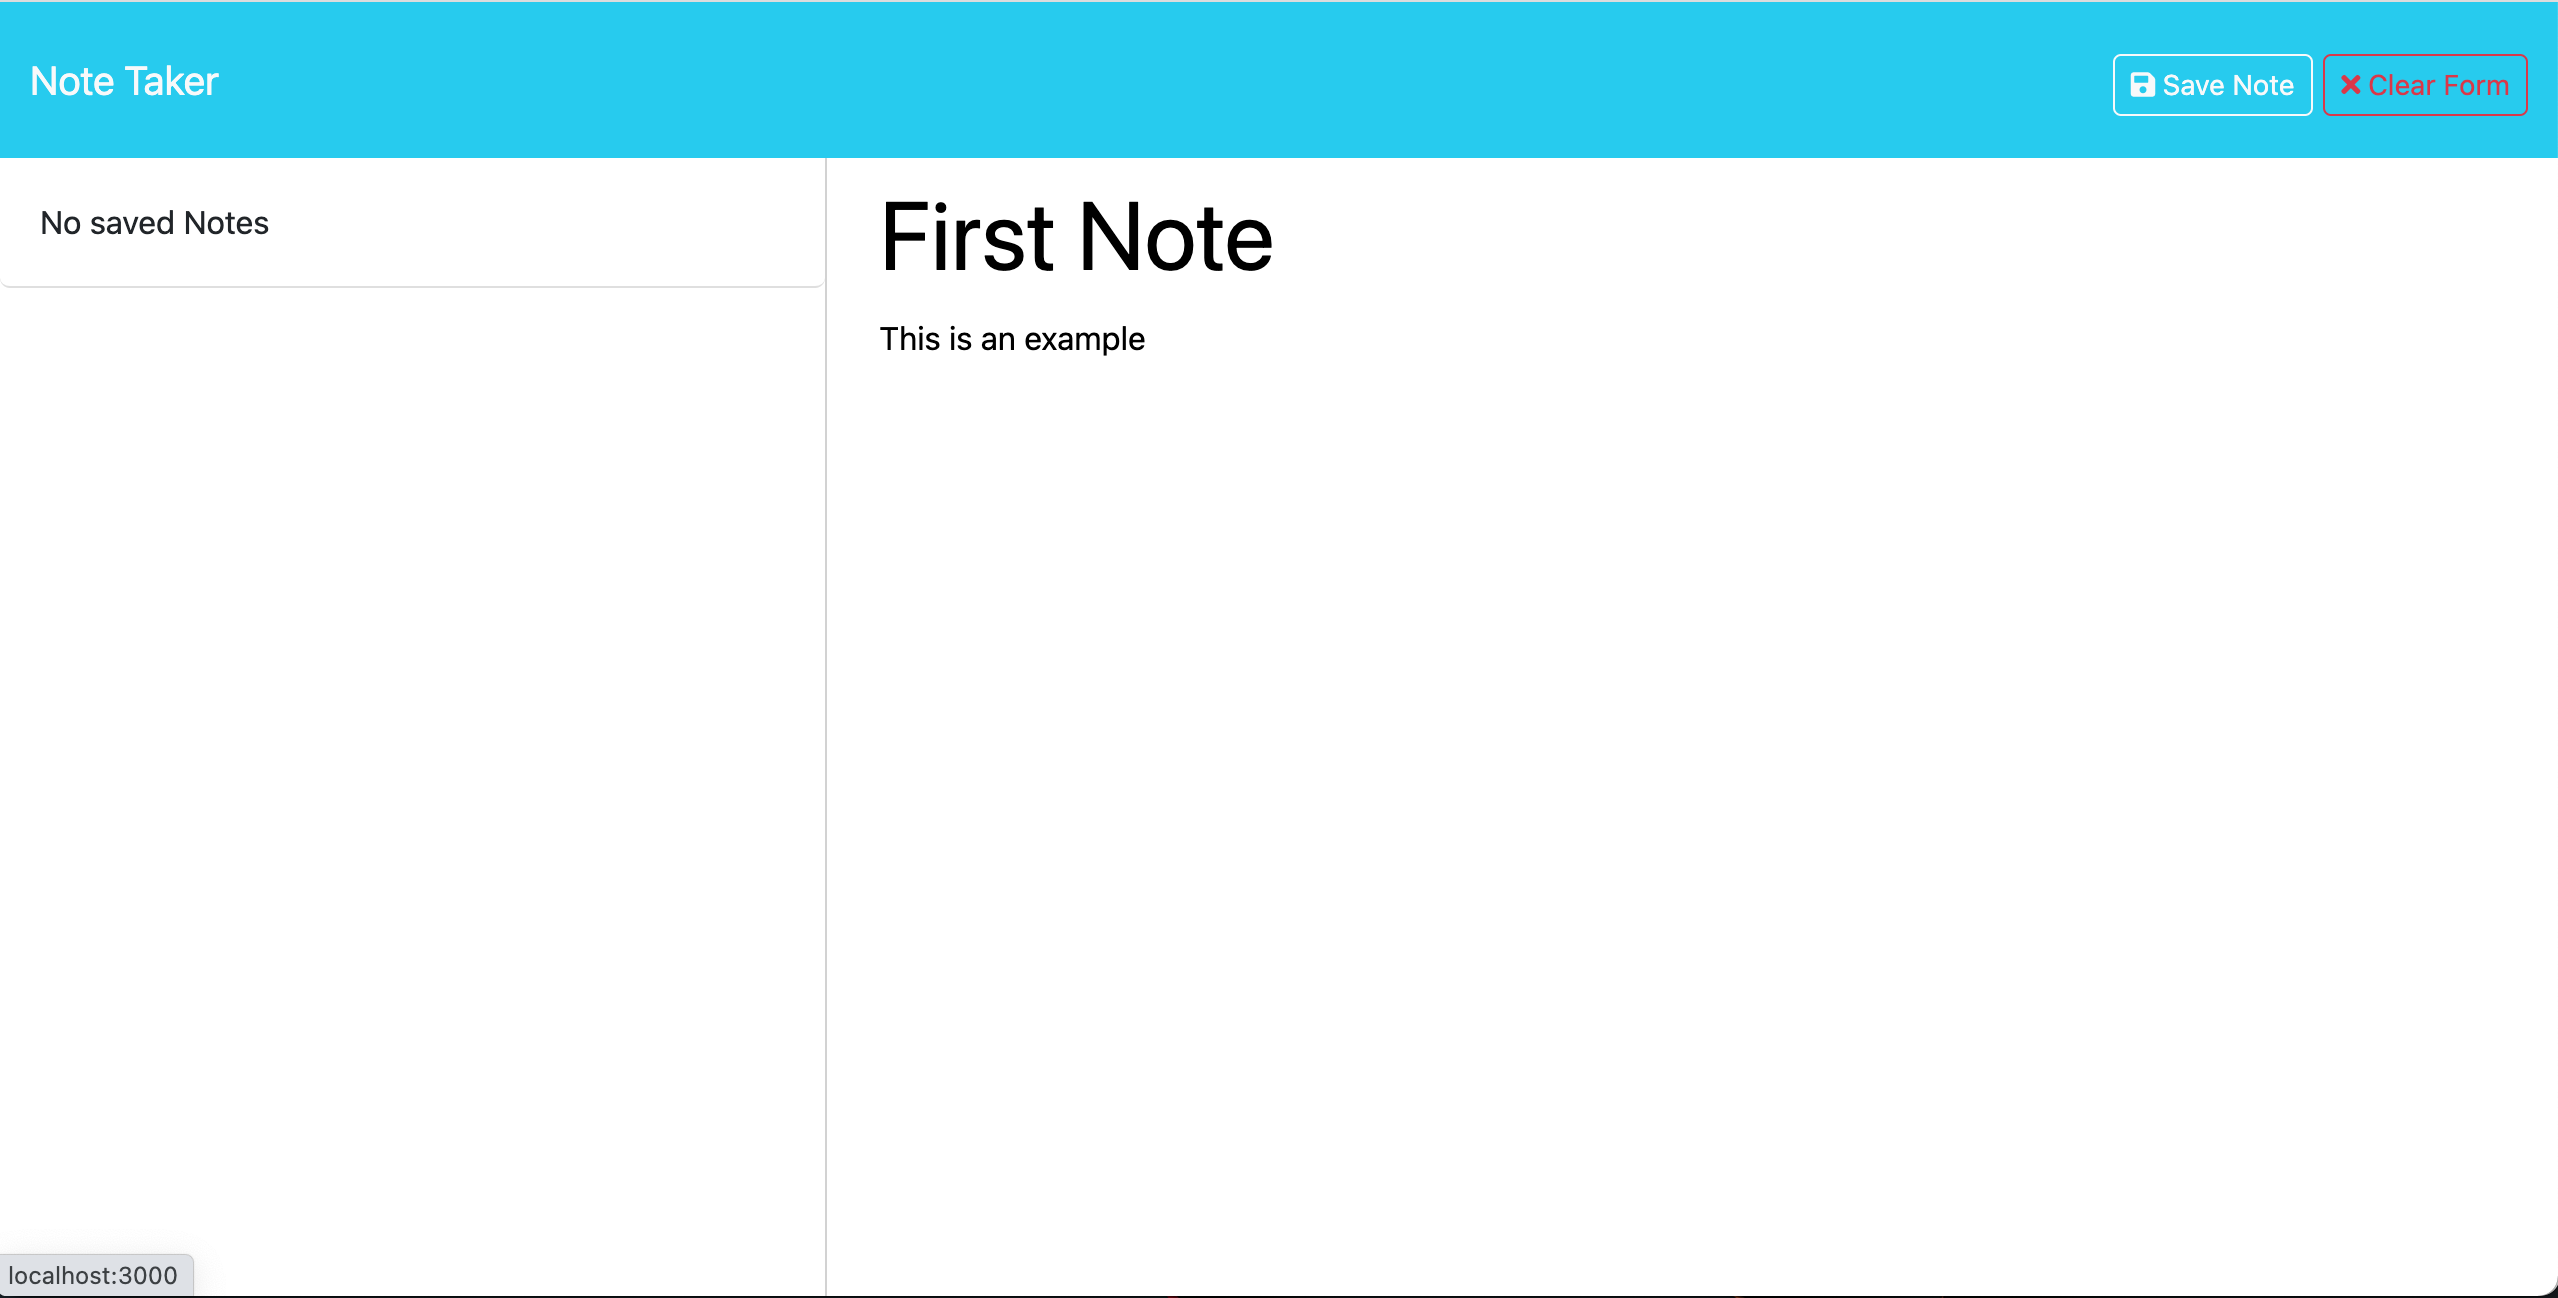 Note Taker
Save Note
Clear Form
No saved Notes
First Note
This is an example
localhost:3000